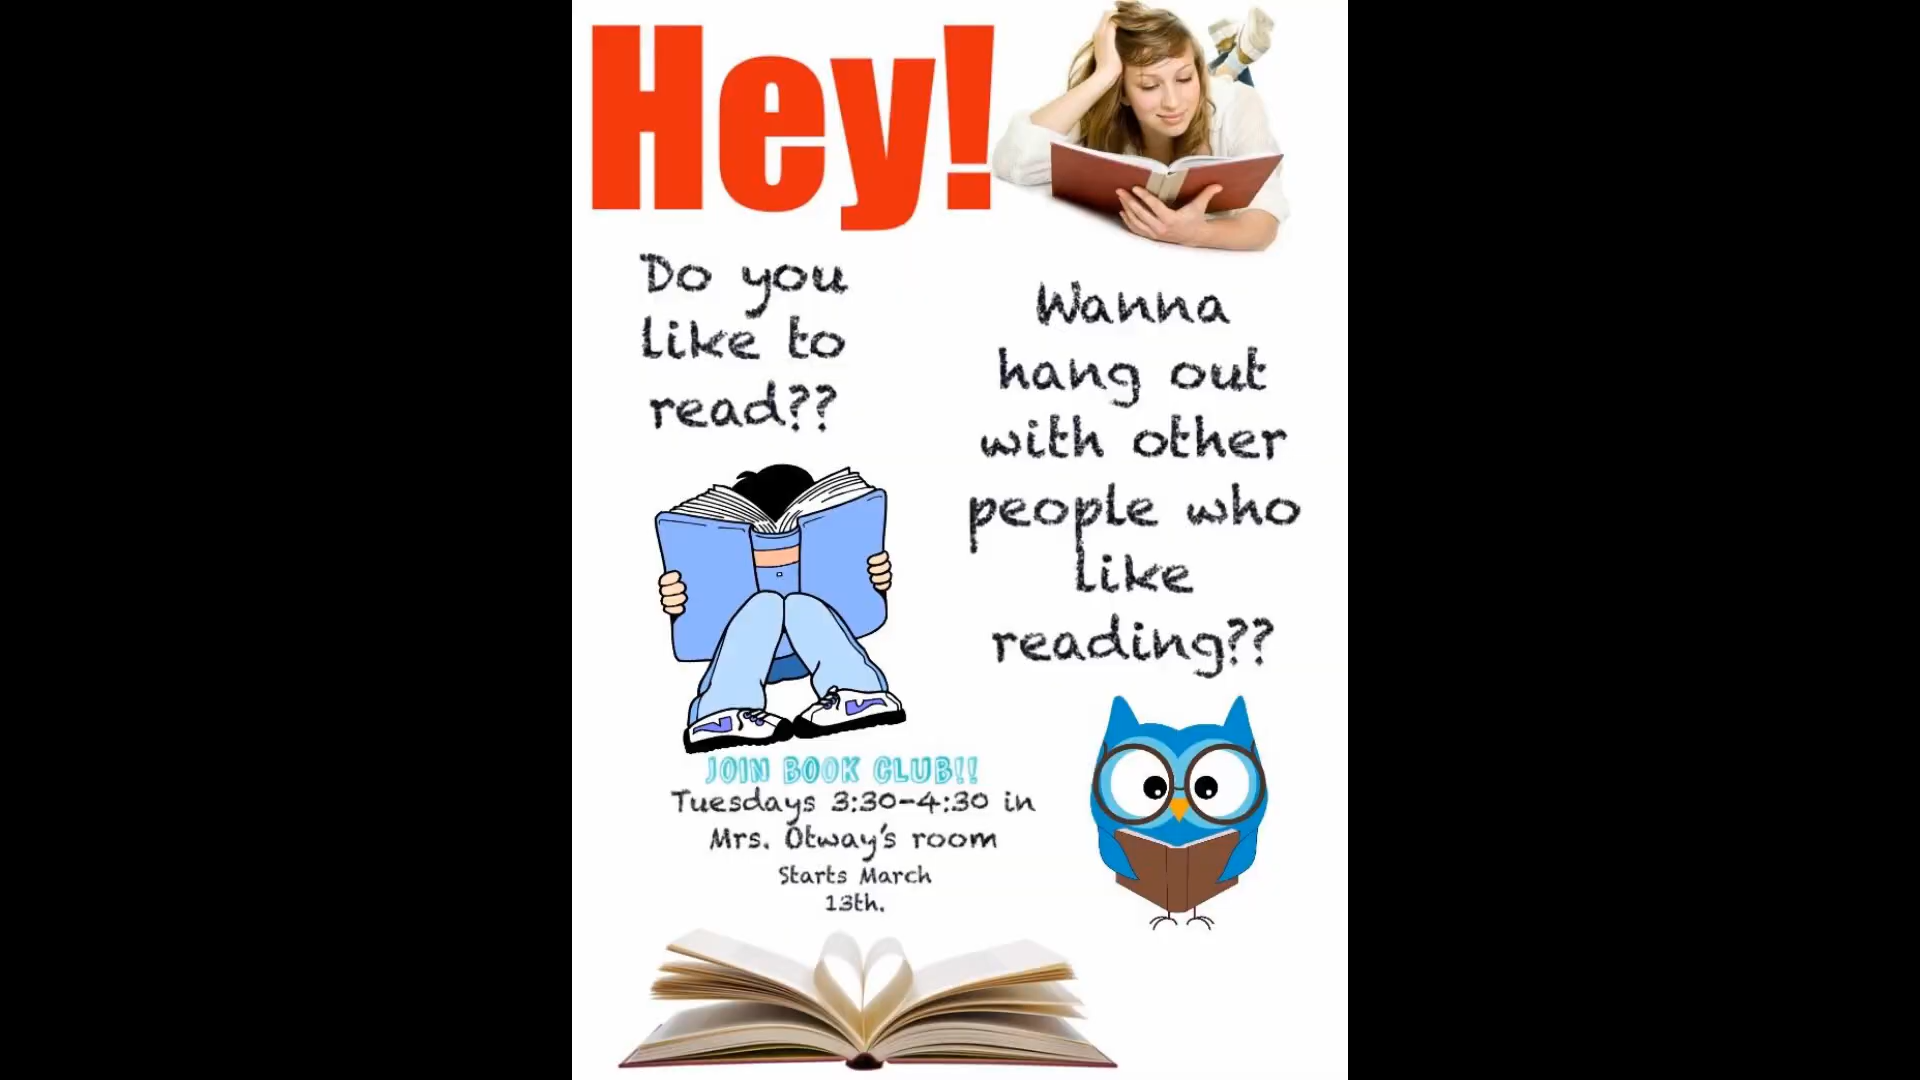 Hey!
Do you
like to
read??
Wanna
hang out
with other
people who
like
reading??
JOIN BOOK CLUB!!
Tuesdays 3:30-4:30 in
Mrs. Otway's room
Starts March
13th.